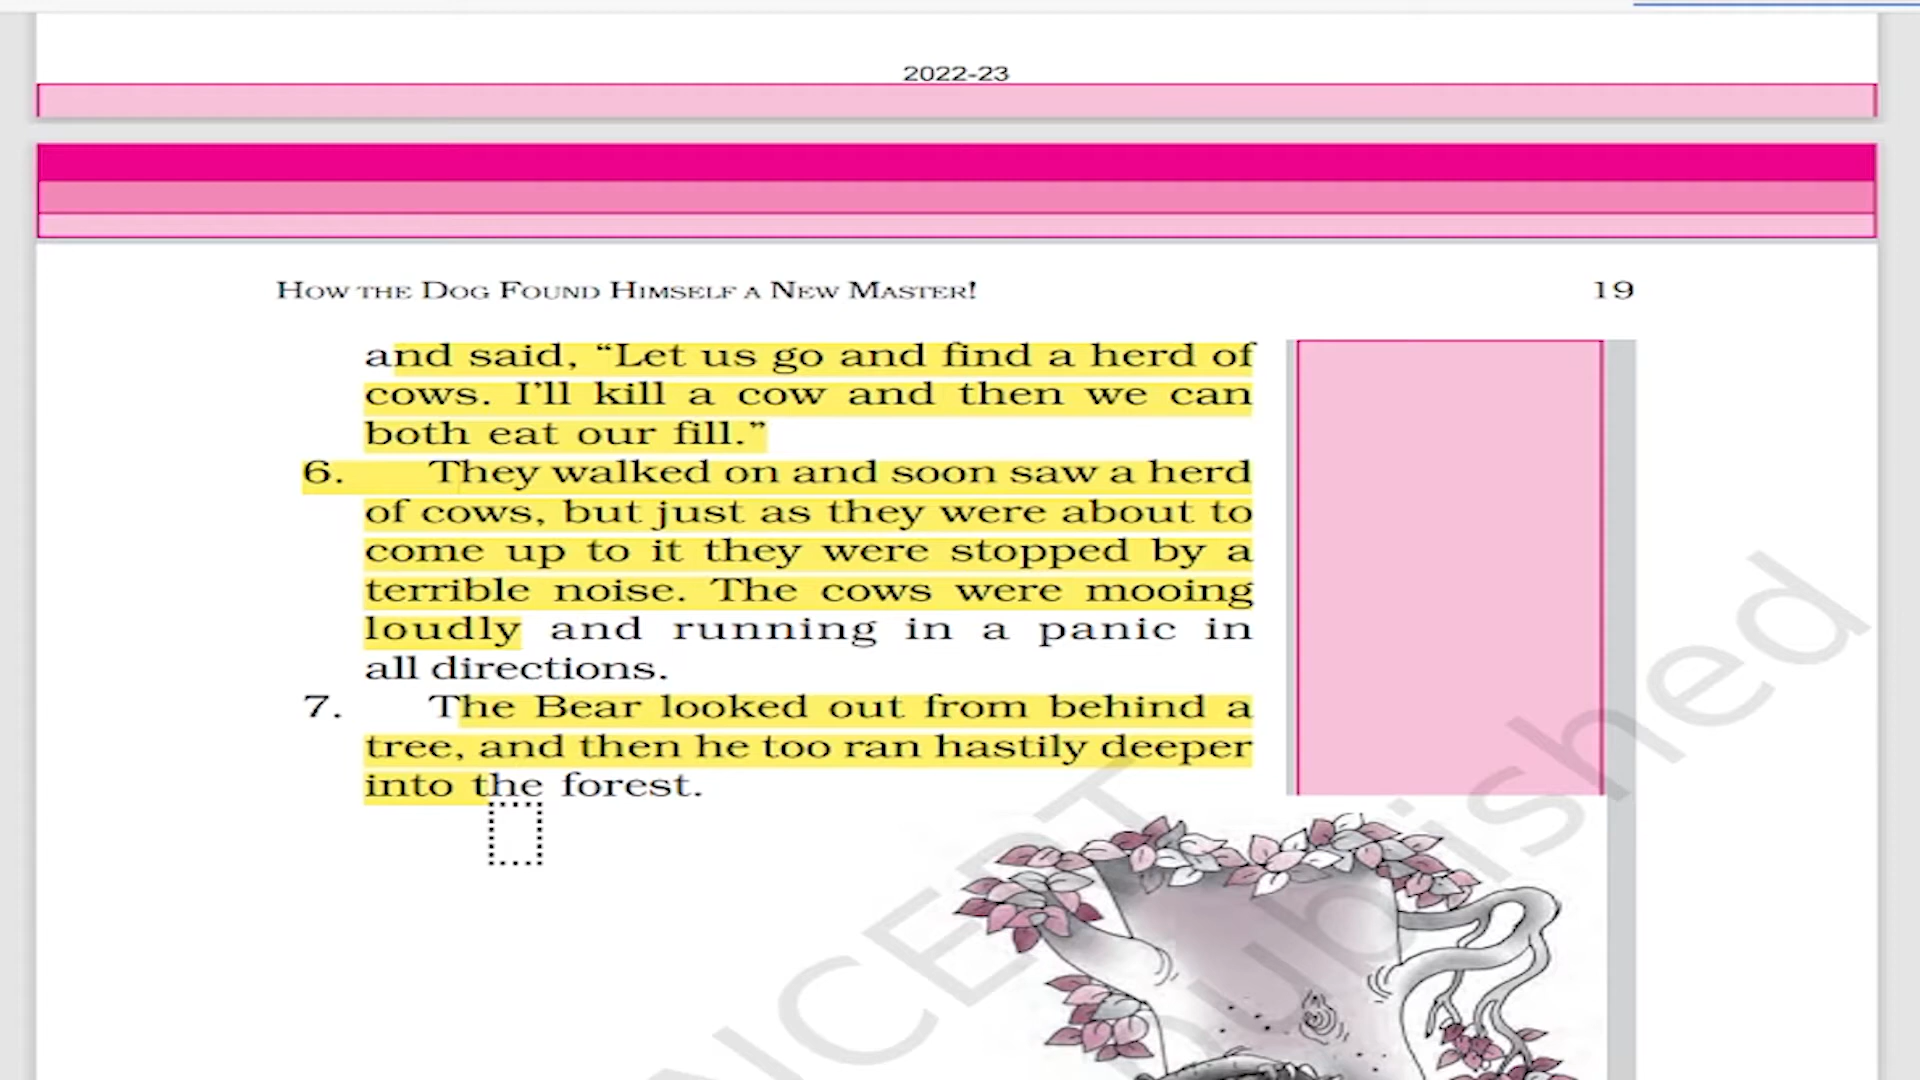 2022-23
HOW THE DOG FOUND HIMSELF A NEW MASTER! 19
and said, “Let us go and find a herd of
cows. I’ll kill a cow and then we can
both eat our fill.”
6. They walked on and soon saw a herd
of cows, but just as they were about to
come up to it they were stopped by a
terrible noise. The cows were mooing
loudly and running in a panic in
all directions.
7. The Bear looked out from behind a
tree, and then he too ran hastily deeper
into the forest.
NCERT